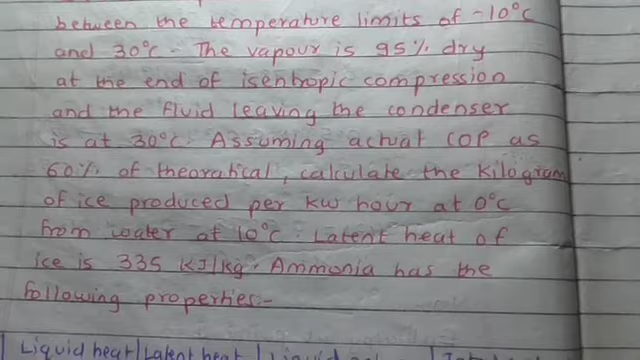 between the temperature limits of -10°c
and 30°c. The vapour is 95% dry
at the end of isentropic compression
and the fluid leaving the condenser
is at 30°c. Assuming actual COP as
60% of theoratical, calculate the kilogram
of ice produced per kw hour at 0°c
from water at 10°c. Latent heat of
ice is 335 KJ/kg. Ammonia has the
following properties:-
Liquid heat | Latent heat | Liquid